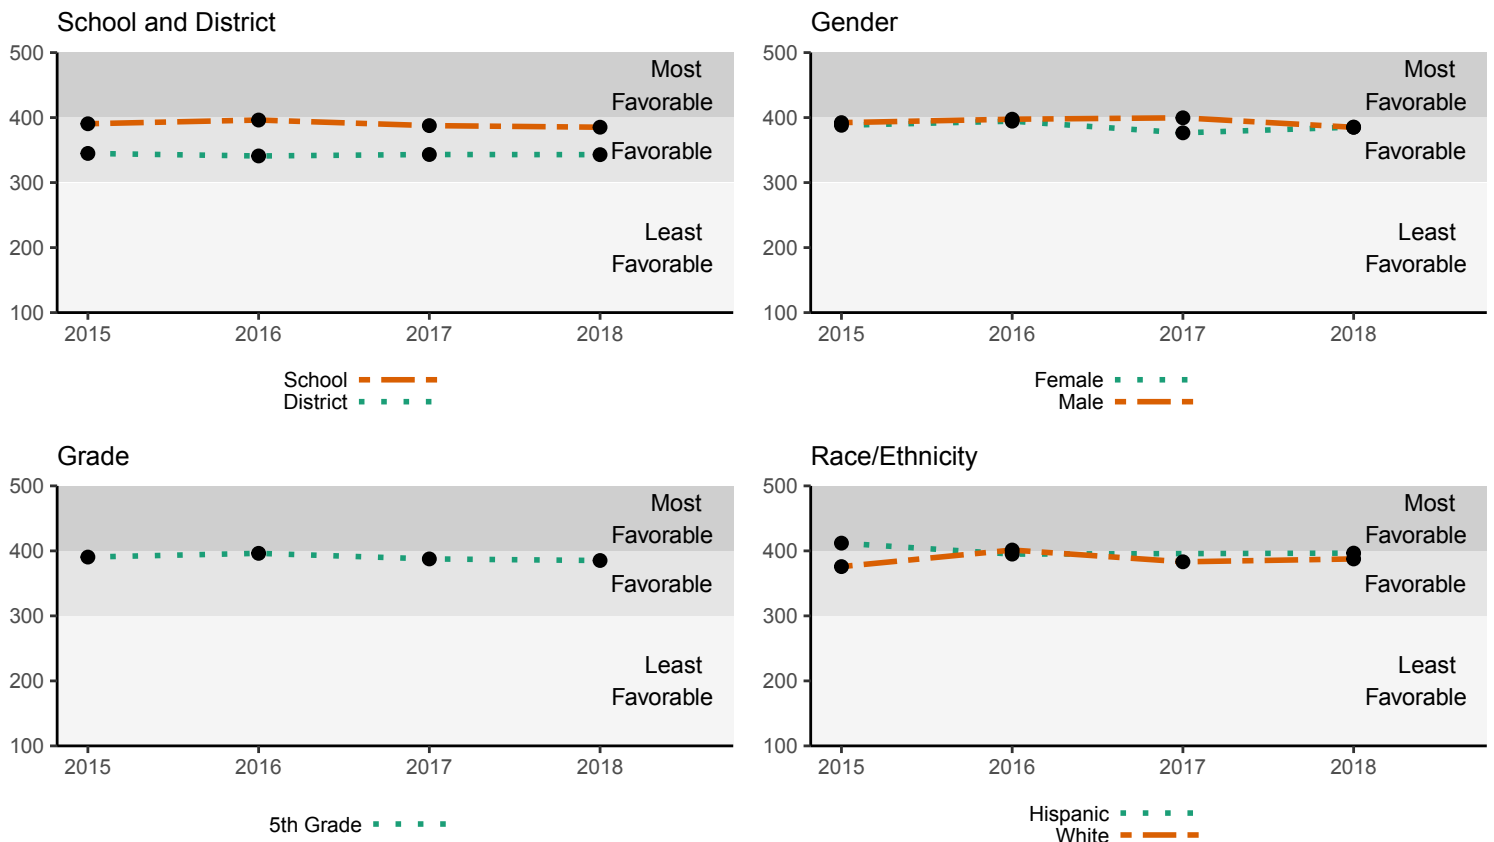 School and District
500
400
300
200
100
Most
Favorable
Favorable
Least
Favorable
2015 2016 2017 2018
School
District
Gender
500
400
300
200
100
Most
Favorable
Favorable
Least
Favorable
2015 2016 2017 2018
Female
Male
Grade
500
400
300
200
100
Most
Favorable
Favorable
Least
Favorable
2015 2016 2017 2018
5th Grade
Race/Ethnicity
500
400
300
200
100
Most
Favorable
Favorable
Least
Favorable
2015 2016 2017 2018
Hispanic
White